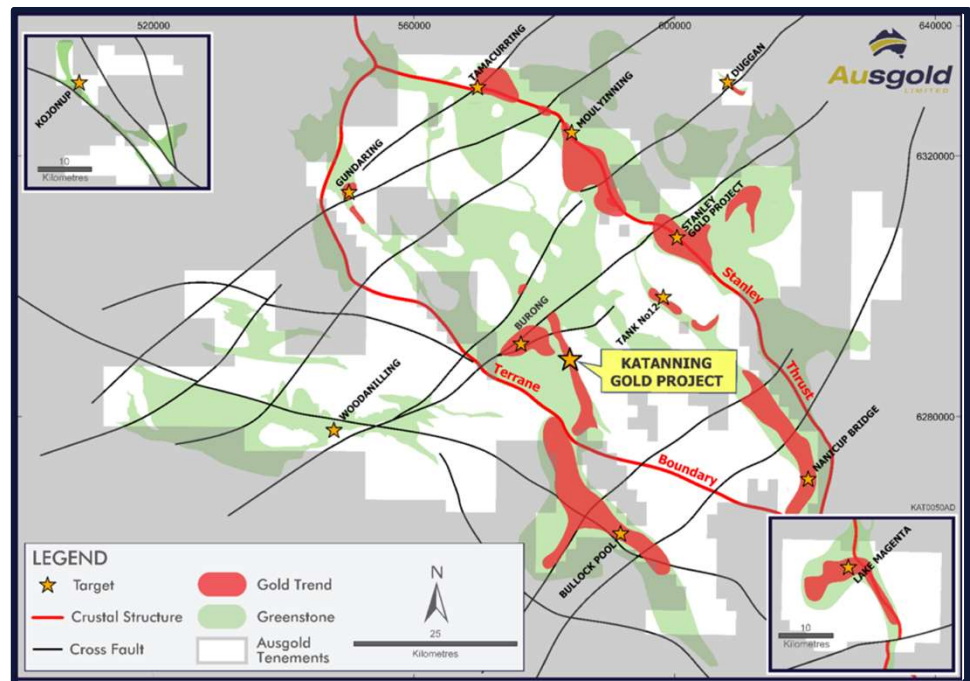 520000
560000
600000
640000
KOJONUP
10
Kilometres
TAMACURRING
DUGGAN
MOULYINNING
Ausgold
LIMITED
6320000
GUNDARING
STANLEY
GOLD PROJECT
Stanley
TANK No12
BURONG
KATANNING
GOLD PROJECT
Terrane
Thrust
WOODANILLING
6280000
NANICUP BRIDGE
Boundary
KAT0050AD
BULLOCK POOL
LAKE MAGENTA
10
Kilometres
LEGEND
Target
Gold Trend
N
Crustal Structure
Greenstone
Cross Fault
Ausgold
Tenements
25
Kilometres